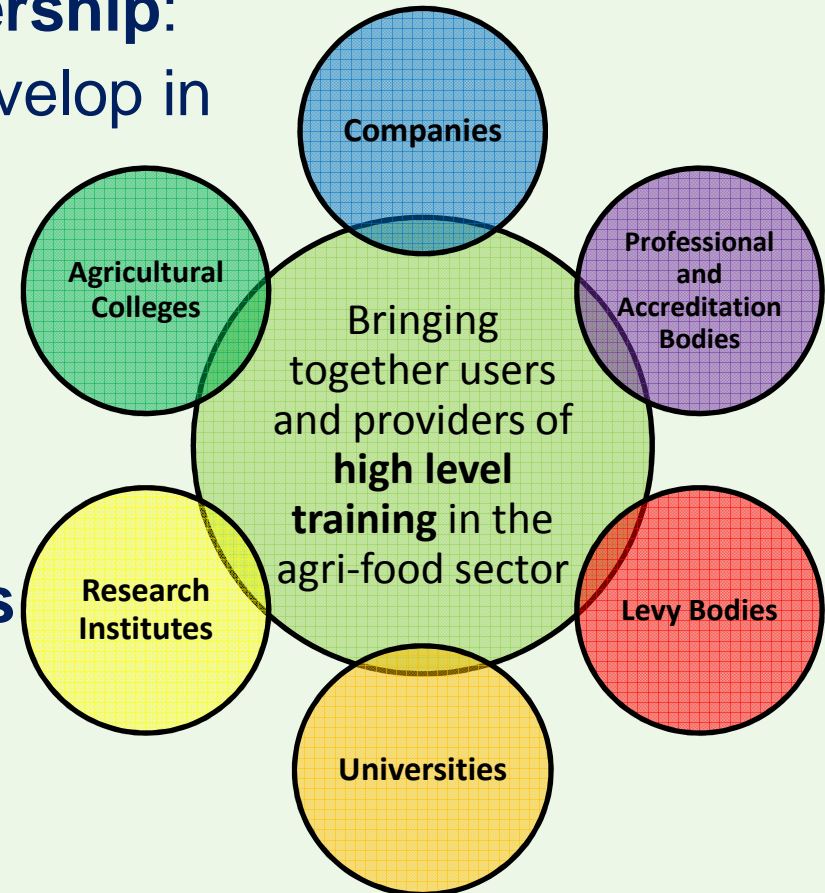 ership:
velop in
s
Companies
Professional
and
Accreditation
Bodies
Levy Bodies
Universities
Research
Institutes
Agricultural
Colleges
Bringing
together users
and providers of
high level
training in the
agri-food sector